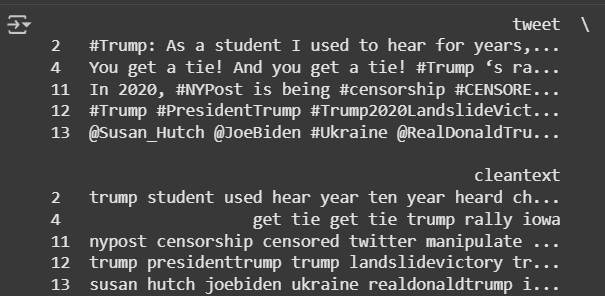 tweet \
2 #Trump: As a student I used to hear for years,...
4 You get a tie! And you get a tie! #Trump ‘s ra...
11 In 2020, #NYPost is being #censorship #CENSORE...
12 #Trump #PresidentTrump #Trump2020LandslideVict...
13 @Susan_Hutch @JoeBiden #Ukraine @RealDonaldTru...
cleantext
2 trump student used hear year ten year heard ch...
4 get tie get tie trump rally iowa
11 nypost censorship censored twitter manipulate ...
12 trump presidenttrump trump landslidevictory tr...
13 susan hutch joebiden ukraine realdonaldtrump i...